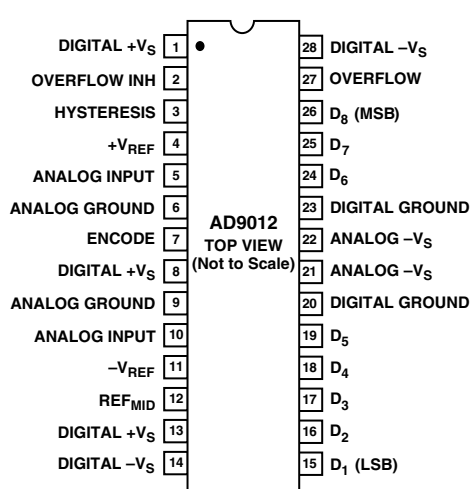 DIGITAL +VS 1 28 DIGITAL –VS
OVERFLOW INH 2 27 OVERFLOW
HYSTERESIS 3 26 D8 (MSB)
+VREF 4 25 D7
ANALOG INPUT 5 24 D6
ANALOG GROUND 6 23 DIGITAL GROUND
AD9012
ENCODE 7 22 ANALOG –VS
TOP VIEW
(Not to Scale)
DIGITAL +VS 8 21 ANALOG –VS
ANALOG GROUND 9 20 DIGITAL GROUND
ANALOG INPUT 10 19 D5
–VREF 11 18 D4
REFMID 12 17 D3
DIGITAL +VS 13 16 D2
DIGITAL –VS 14 15 D1 (LSB)